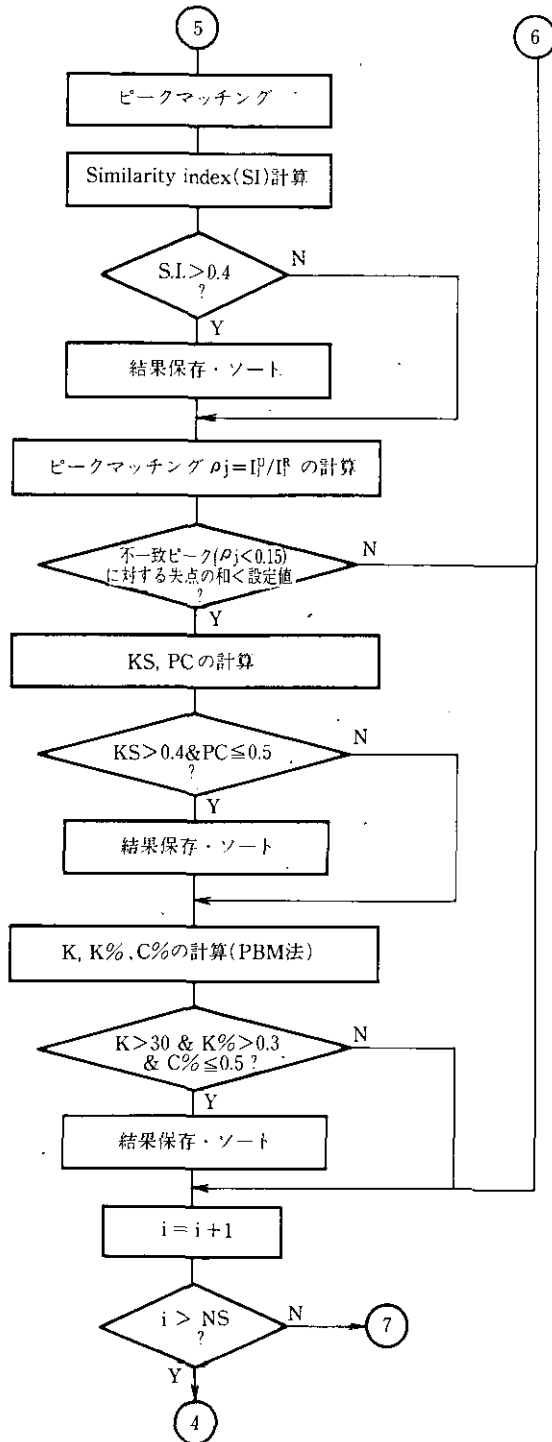 5
6
ピークマッチング
Similarity index(SI)計算
S.I.>0.4
?
N
Y
結果保存・ソート
ピークマッチング ρj=I_j^U/I_j^R の計算
不一致ピーク(ρj<0.15)
に対する失点の和<設定値
?
N
Y
KS, PCの計算
KS>0.4&PC≦0.5
?
N
Y
結果保存・ソート
K, K%, C%の計算(PBM法)
K>30 & K%>0.3
& C%≦0.5?
N
Y
結果保存・ソート
i=i+1
i > NS
?
N
7
Y
4